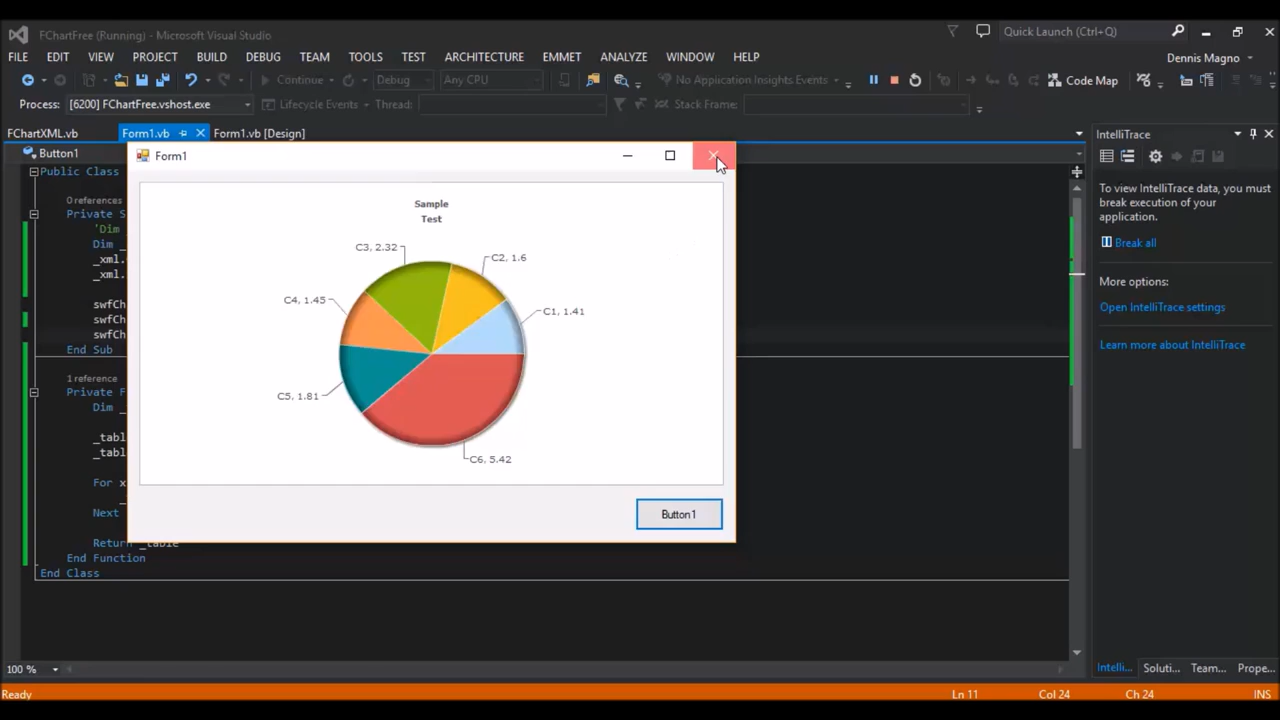 FChartFree (Running) - Microsoft Visual Studio
Quick Launch (Ctrl+Q)
FILE EDIT VIEW PROJECT BUILD DEBUG TEAM TOOLS TEST ARCHITECTURE EMMET ANALYZE WINDOW HELP
Dennis Magno
Continue Debug Any CPU No Application Insights Events Code Map
Process: [6200] FChartFree.vshost.exe Lifecycle Events Thread: Stack Frame:
FChartXML.vb Form1.vb Form1.vb [Design]
IntelliTrace
Button1
Form1
Public Class
0 references
Private S
'Dim
Dim _
_xml.
_xml.
swfCh
swfCh
swfCh
End Sub
1 reference
Private F
Dim _
_tabl
_tabl
For x
Next
Return _table
End Function
End Class
Sample
Test
C3, 2.32
C2, 1.6
C4, 1.45
C1, 1.41
C5, 1.81
C6, 5.42
Button1
To view IntelliTrace data, you must
break execution of your
application.
Break all
More options:
Open IntelliTrace settings
Learn more about IntelliTrace
100 %
Intelli... Soluti... Team... Prope...
Ready Ln 11 Col 24 Ch 24 INS